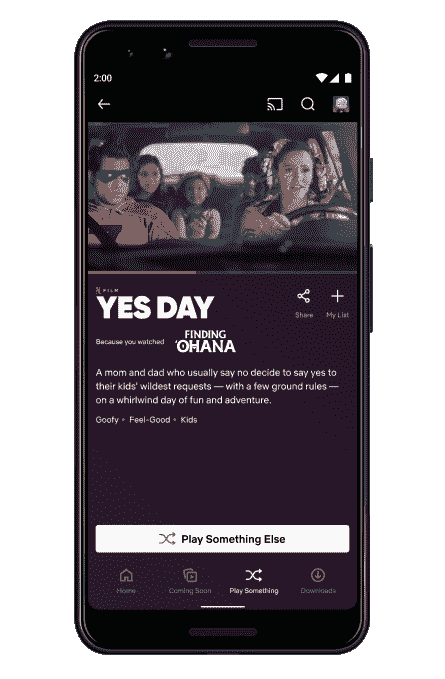 2:00
N FILM
YES DAY
Share
My List
Because you watched
FINDING
'OHANA
A mom and dad who usually say no decide to say yes to
their kids' wildest requests — with a few ground rules —
on a whirlwind day of fun and adventure.
Goofy • Feel-Good • Kids
Play Something Else
Home
Coming Soon
Play Something
Downloads